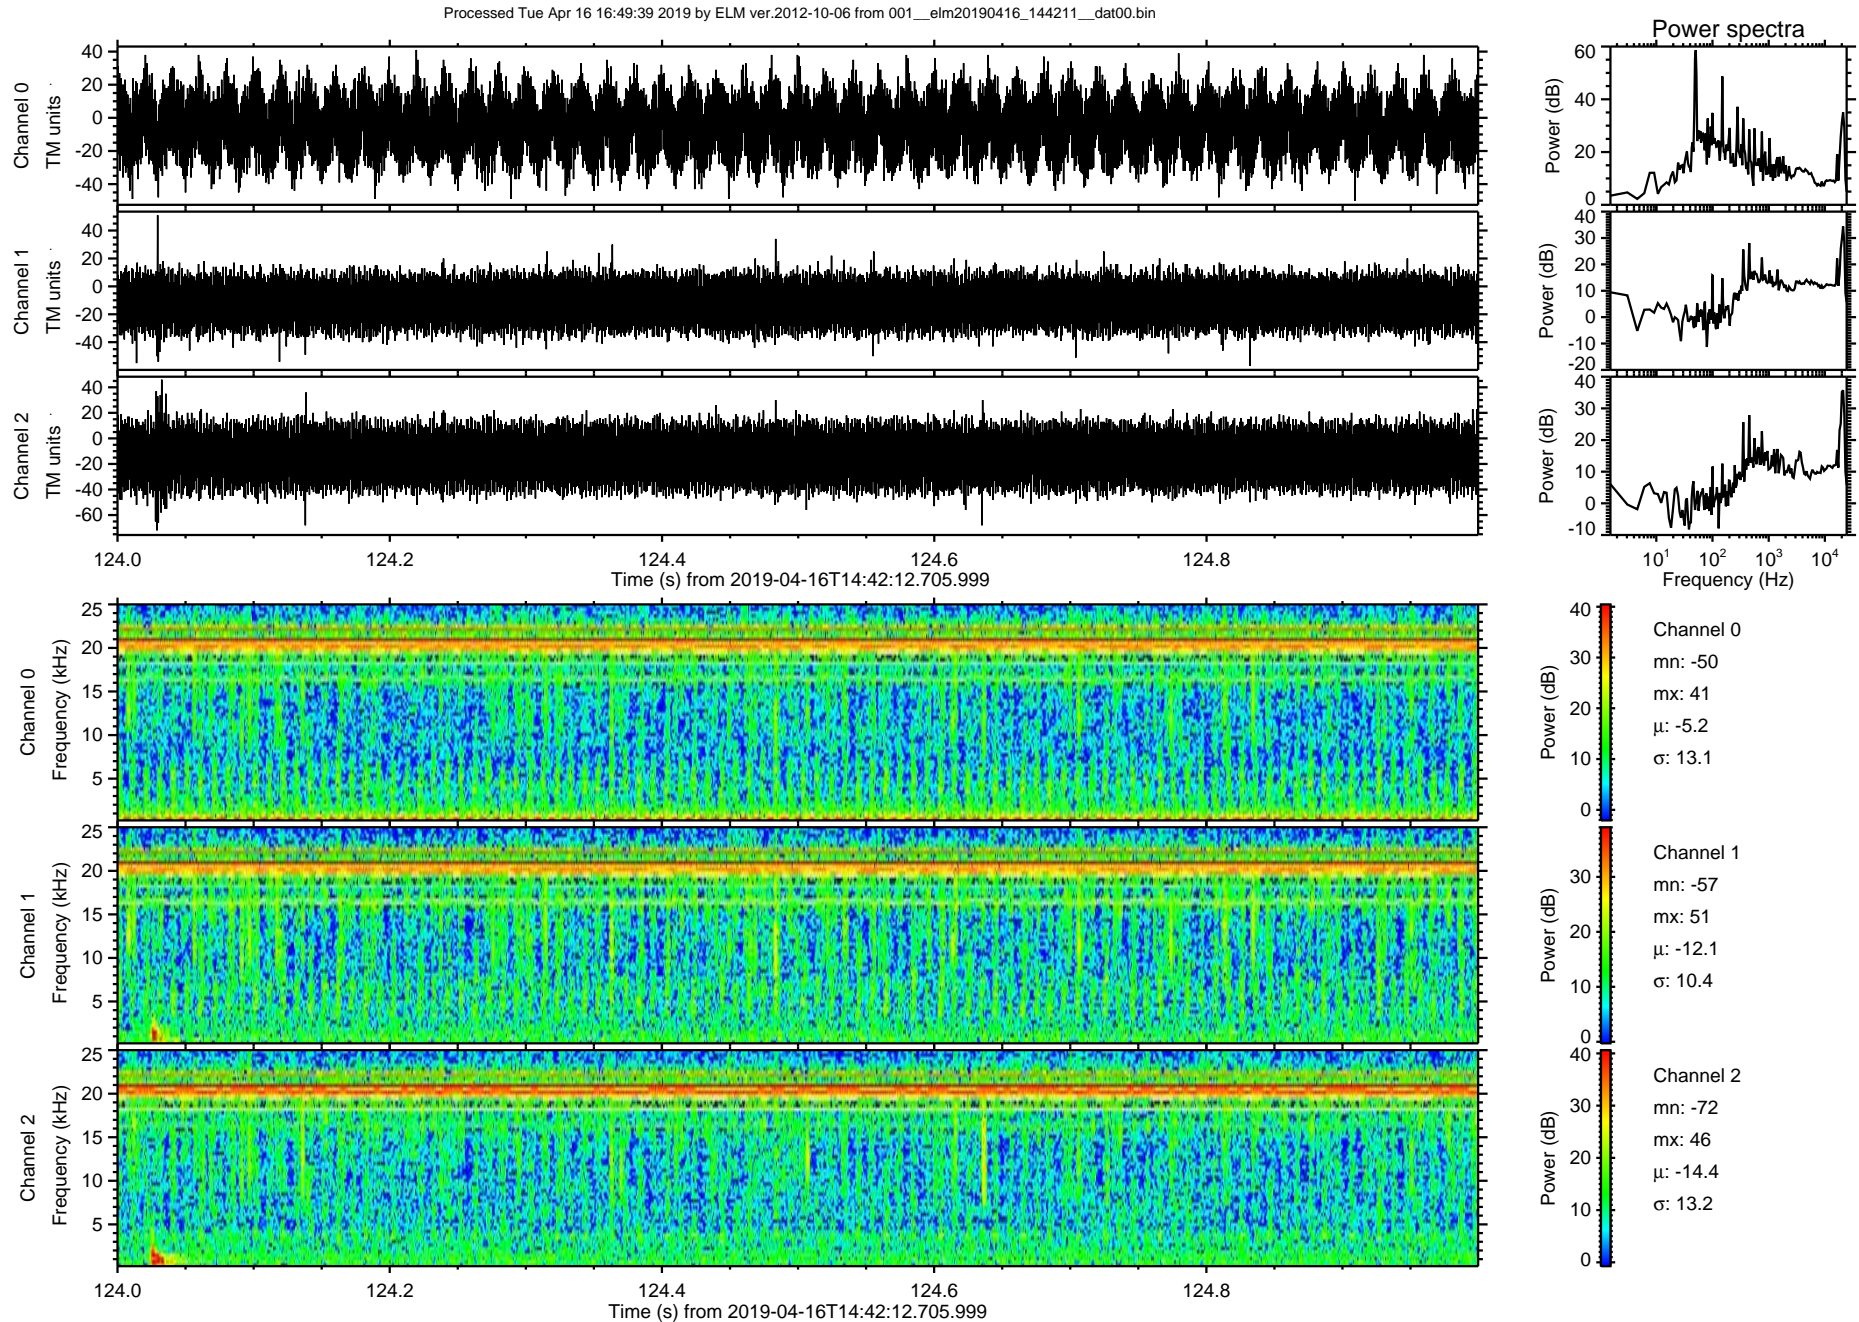 Processed Tue Apr 16 16:49:39 2019 by ELM ver.2012-10-06 from 001__elm20190416_144211__dat00.bin
Power spectra
Channel 0
TM units
40
20
0
-20
-40
Power (dB)
60
40
20
0
Channel 1
TM units
40
20
0
-20
-40
Power (dB)
40
30
20
10
0
-10
-20
Channel 2
TM units
40
20
0
-20
-40
-60
Power (dB)
40
30
20
10
0
-10
124.0 124.2 124.4 124.6 124.8
Time (s) from 2019-04-16T14:42:12.705.999
10¹ 10² 10³ 10⁴
Frequency (Hz)
Channel 0
Frequency (kHz)
25
20
15
10
5
Power (dB)
40
30
20
10
0
Channel 0
mn: -50
mx: 41
μ: -5.2
σ: 13.1
Channel 1
Frequency (kHz)
25
20
15
10
5
Power (dB)
30
20
10
0
Channel 1
mn: -57
mx: 51
μ: -12.1
σ: 10.4
Channel 2
Frequency (kHz)
25
20
15
10
5
Power (dB)
40
30
20
10
0
Channel 2
mn: -72
mx: 46
μ: -14.4
σ: 13.2
124.0 124.2 124.4 124.6 124.8
Time (s) from 2019-04-16T14:42:12.705.999